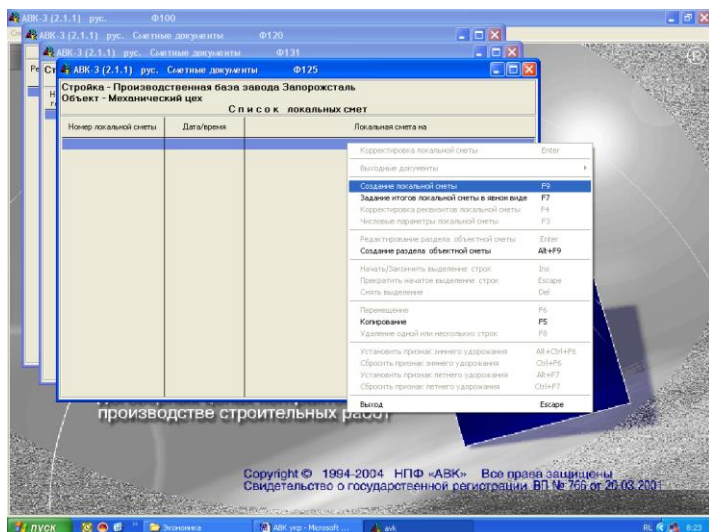 АВК-3 (2.1.1) рус. Ф100
АВК-3 (2.1.1) рус. Сметные документы Ф120
АВК-3 (2.1.1) рус. Сметные документы Ф131
АВК-3 (2.1.1) рус. Сметные документы Ф125
Стройка - Производственная база завода Запорожсталь
Объект - Механический цех
Список локальных смет
Номер локальной сметы Дата/время Локальная смета на
Корректировка локальной сметы Enter
Выходные документы
Создание локальной сметы F9
Задание итогов локальной сметы в явном виде F7
Корректировка реквизитов локальной сметы F4
Числовые параметры локальной сметы F3
Редактирование раздела объектной сметы Enter
Создание раздела объектной сметы Alt+F9
Начать/Закончить выделение строк Ins
Прекратить начатое выделение строк Escape
Снять выделение Del
Перемещение F6
Копирование F5
Удаление одной или нескольких строк F8
Установить признак зимнего удорожания Alt+Ctrl+F6
Сбросить признак зимнего удорожания Ctrl+F6
Установить признак летнего удорожания Alt+F7
Сбросить признак летнего удорожания Ctrl+F7
Выход Escape
производстве строительных работ
Copyright © 1994-2004 НПФ «АВК» Все права защищены
Свидетельство о государственной регистрации ВП № 766 от 26-03-2001
пуск Экономика АВК укр - Microsoft ... avk RL 8:23